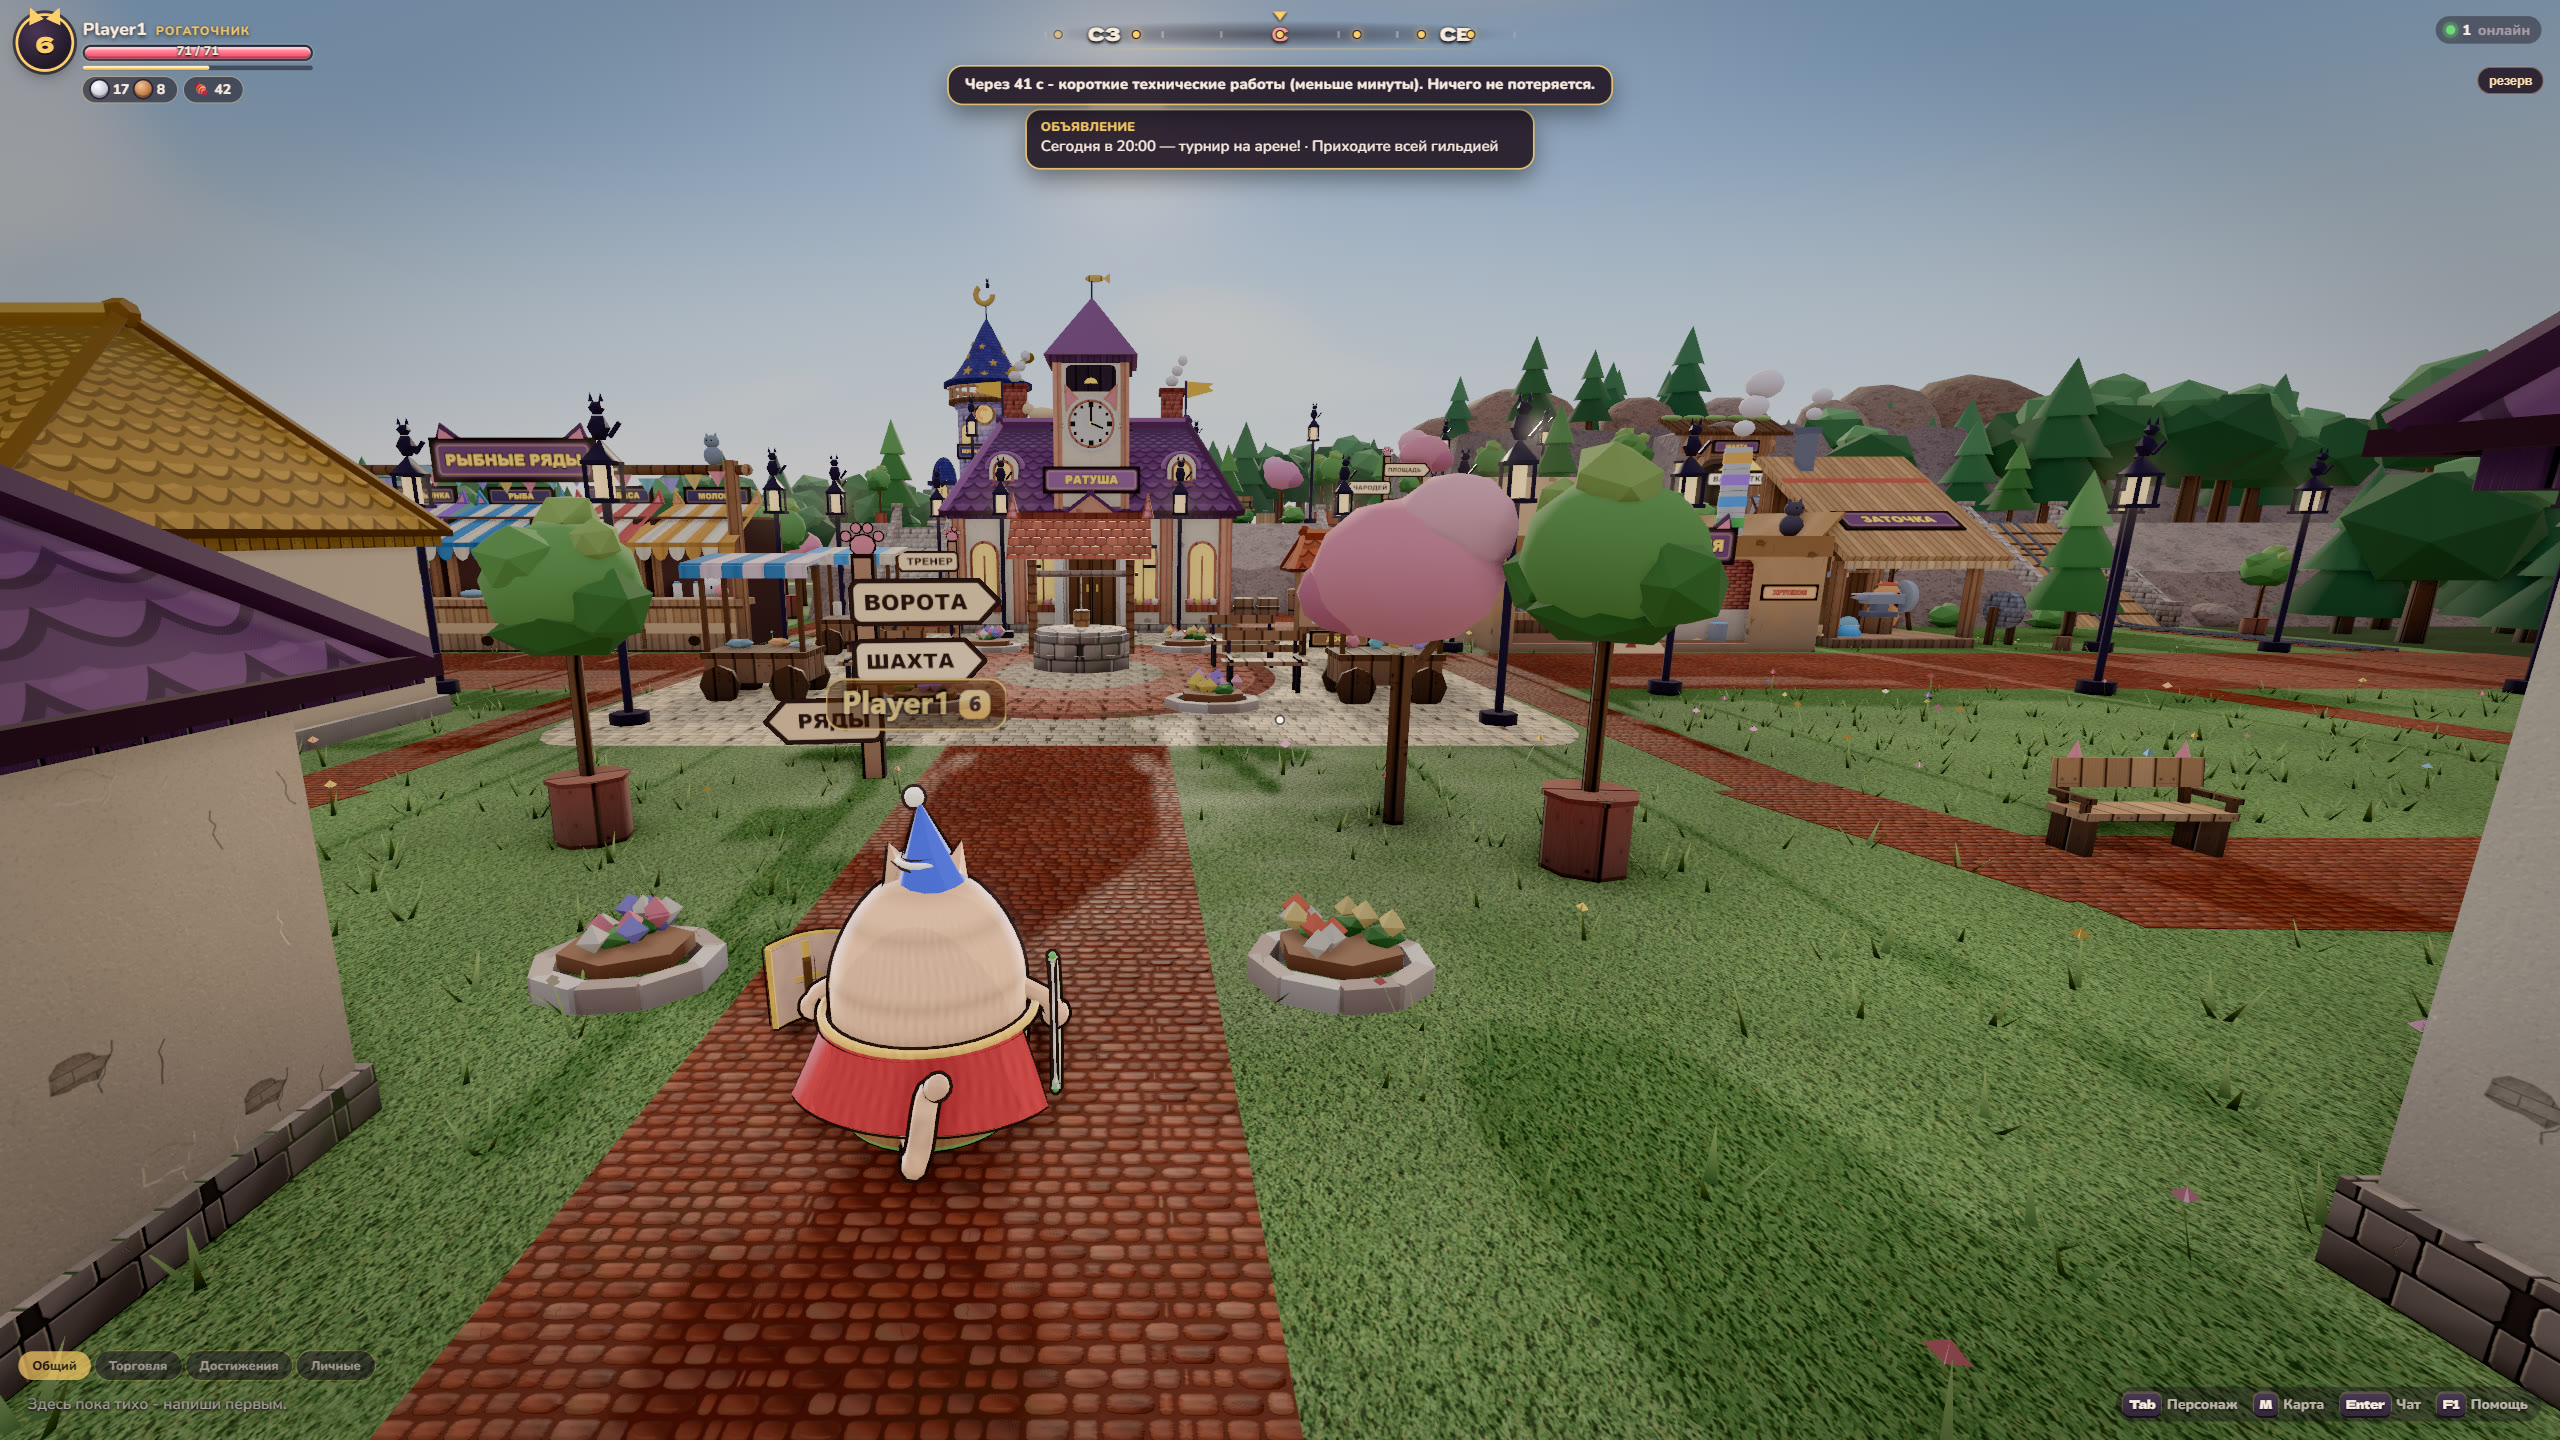 6
Player1 РОГАТОЧНИК
71 / 71
17 8 42
СЗ С СВ
1 онлайн
резерв
Через 41 с - короткие технические работы (меньше минуты). Ничего не потеряется.
ОБЪЯВЛЕНИЕ
Сегодня в 20:00 — турнир на арене! · Приходите всей гильдией
РЫБНЫЕ РЯДЫ
РЫБА
РАТУША
ПЛОЩАДЬ
ЗАТОЧКА
ТРЕНЕР
ВОРОТА
ШАХТА
Player1 6
РЯДЫ
Общий Торговля Достижения Личные
Здесь пока тихо - напиши первым.
Tab Персонаж M Карта Enter Чат F1 Помощь